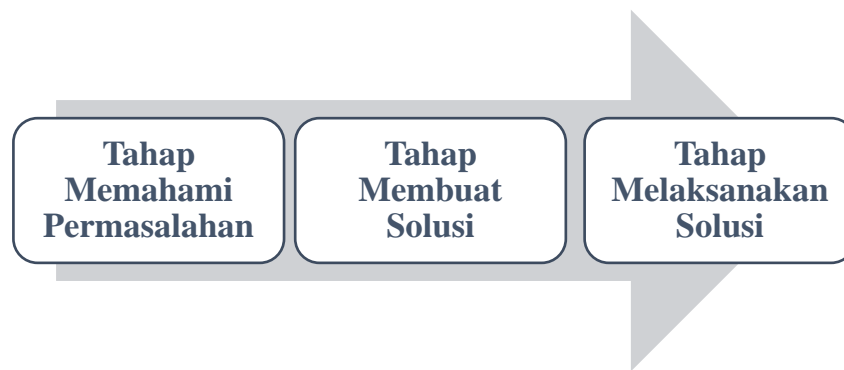 Tahap
Memahami
Permasalahan
Tahap
Membuat
Solusi
Tahap
Melaksanakan
Solusi